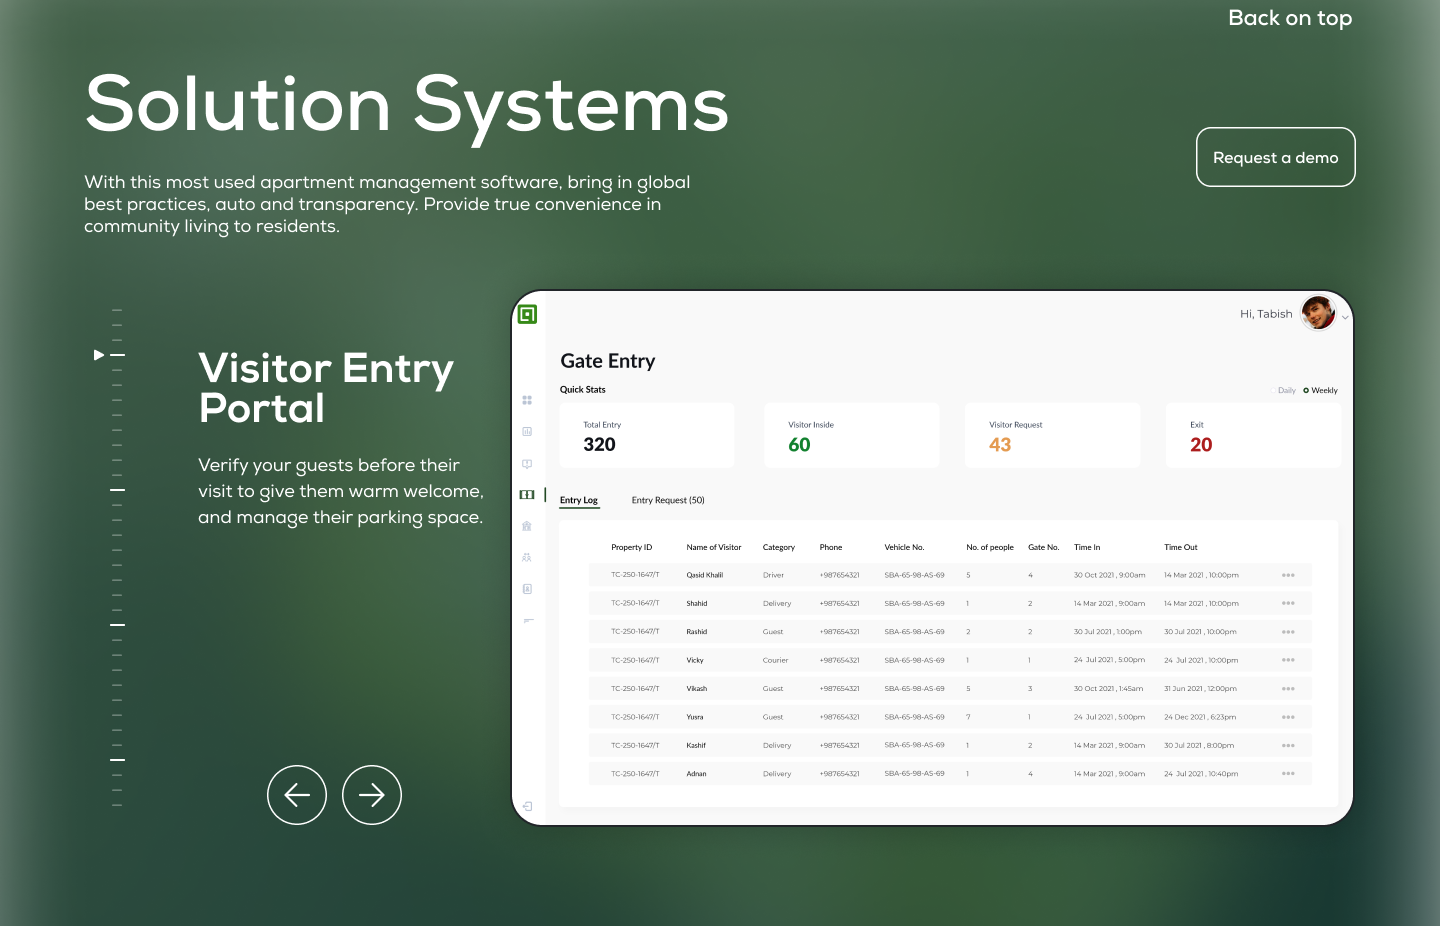 Back on top
Solution Systems
Request a demo
With this most used apartment management software, bring in global
best practices, auto and transparency. Provide true convenience in
community living to residents.
Visitor Entry
Portal
Verify your guests before their
visit to give them warm welcome,
and manage their parking space.
Hi, Tabish
Gate Entry
Quick Stats
Daily Weekly
Total Entry Visitor Inside Visitor Request Exit
320 60 43 20
Entry Log Entry Request (50)
Property ID Name of Visitor Category Phone Vehicle No. No. of people Gate No. Time In Time Out
TC-250-1647/T Qasid Khalil Driver +987654321 SBA-65-98-AS-69 5 4 30 Oct 2021 , 9:00am 14 Mar 2021 , 10:00pm
TC-250-1647/T Shahid Delivery +987654321 SBA-65-98-AS-69 1 2 14 Mar 2021 , 9:00am 14 Mar 2021 , 10:00pm
TC-250-1647/T Rashid Guest +987654321 SBA-65-98-AS-69 2 2 30 Jul 2021 , 1:00pm 30 Jul 2021 , 10:00pm
TC-250-1647/T Vicky Courier +987654321 SBA-65-98-AS-69 1 1 24 Jul 2021 , 5:00pm 24 Jul 2021 , 10:00pm
TC-250-1647/T Vikash Guest +987654321 SBA-65-98-AS-69 5 3 30 Oct 2021 , 1:45am 31 Jun 2021 , 12:00pm
TC-250-1647/T Yusra Guest +987654321 SBA-65-98-AS-69 7 1 24 Jul 2021 , 5:00pm 24 Dec 2021 , 6:23pm
TC-250-1647/T Kashif Delivery +987654321 SBA-65-98-AS-69 1 2 14 Mar 2021 , 9:00am 30 Jul 2021 , 8:00pm
TC-250-1647/T Adnan Delivery +987654321 SBA-65-98-AS-69 1 4 14 Mar 2021 , 9:00am 24 Jul 2021 , 10:40pm